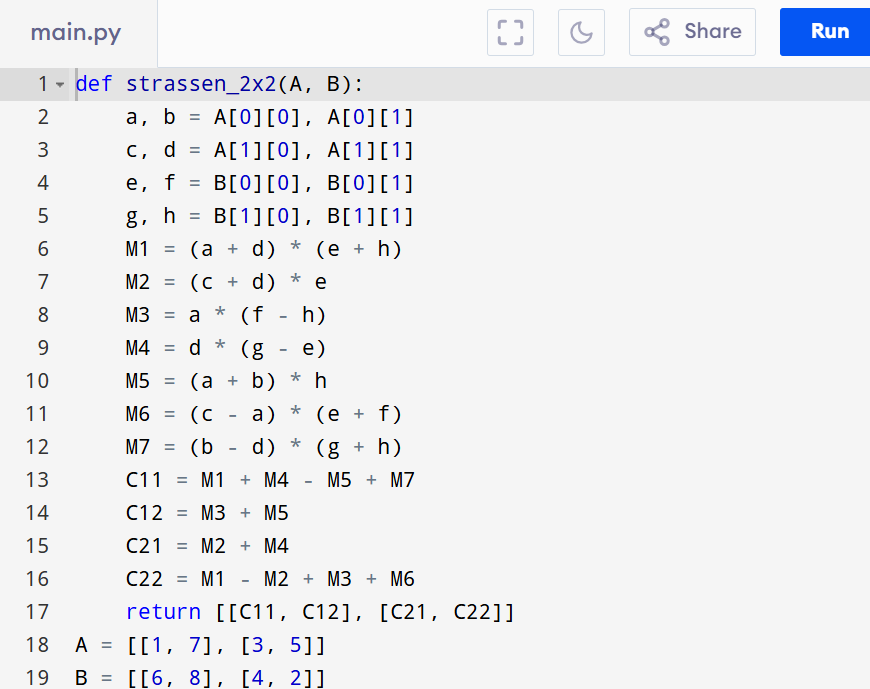 main.py Share Run
1 def strassen_2x2(A, B):
2     a, b = A[0][0], A[0][1]
3     c, d = A[1][0], A[1][1]
4     e, f = B[0][0], B[0][1]
5     g, h = B[1][0], B[1][1]
6     M1 = (a + d) * (e + h)
7     M2 = (c + d) * e
8     M3 = a * (f - h)
9     M4 = d * (g - e)
10     M5 = (a + b) * h
11     M6 = (c - a) * (e + f)
12     M7 = (b - d) * (g + h)
13     C11 = M1 + M4 - M5 + M7
14     C12 = M3 + M5
15     C21 = M2 + M4
16     C22 = M1 - M2 + M3 + M6
17     return [[C11, C12], [C21, C22]]
18 A = [[1, 7], [3, 5]]
19 B = [[6, 8], [4, 2]]